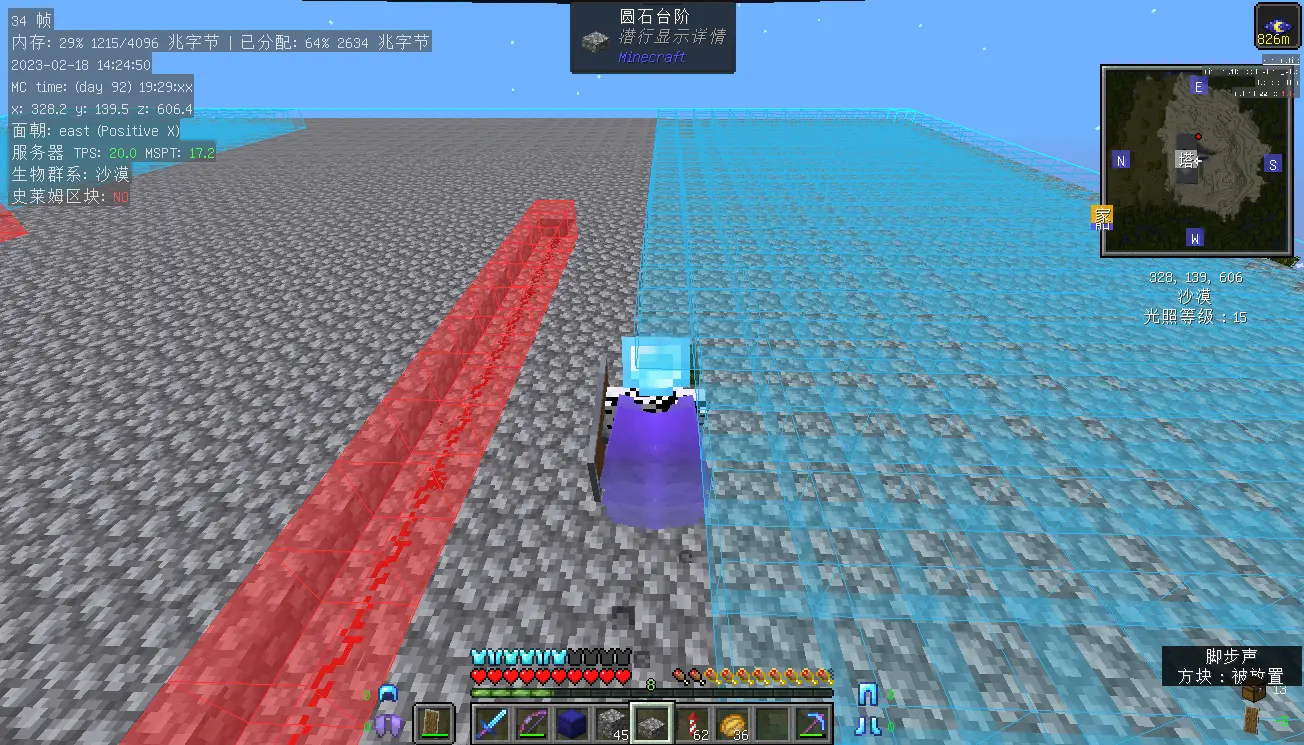 34 帧
内存: 29% 1215/4096 兆字节 | 已分配: 64% 2634 兆字节
2023-02-18 14:24:50
MC time: (day 92) 19:29:xx
x: 328.2 y: 139.5 z: 606.4
面朝: east (Positive X)
服务器 TPS: 20.0 MSPT: 17.2
生物群系: 沙漠
史莱姆区块: NO
圆石台阶
潜行显示详情
Minecraft
826m
E
N
塔
S
家
W
328, 139, 606
沙漠
光照等级：15
脚步声
方块：被放置
13
8
0
0
0
0
45
62
36